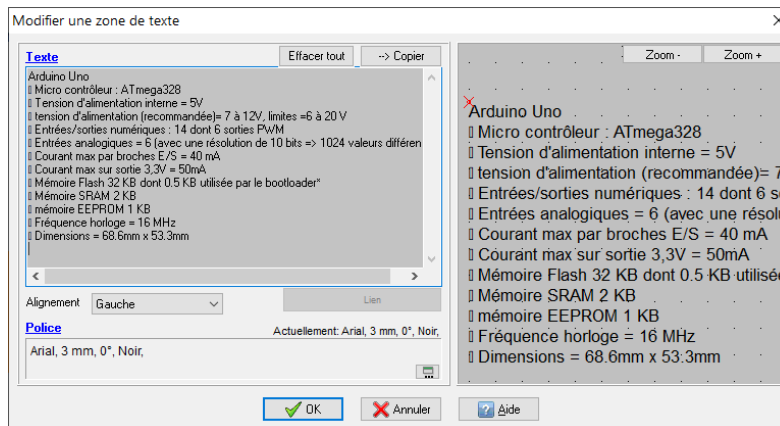 Modifier une zone de texte
Texte
Effacer tout
--> Copier
Arduino Uno
▯ Micro contrôleur : ATmega328
▯ Tension d'alimentation interne = 5V
▯ tension d'alimentation (recommandée)= 7 à 12V, limites =6 à 20 V
▯ Entrées/sorties numériques : 14 dont 6 sorties PWM
▯ Entrées analogiques = 6 (avec une résolution de 10 bits => 1024 valeurs différen
▯ Courant max par broches E/S = 40 mA
▯ Courant max sur sortie 3,3V = 50mA
▯ Mémoire Flash 32 KB dont 0.5 KB utilisée par le bootloader*
▯ Mémoire SRAM 2 KB
▯ mémoire EEPROM 1 KB
▯ Fréquence horloge = 16 MHz
▯ Dimensions = 68.6mm x 53.3mm
Alignement
Gauche
Lien
Police
Actuellement: Arial, 3 mm, 0°, Noir,
Arial, 3 mm, 0°, Noir,
OK
Annuler
Aide
Zoom -
Zoom +
Arduino Uno
▯ Micro contrôleur : ATmega328
▯ Tension d'alimentation interne = 5V
▯ tension d'alimentation (recommandée)= 7
▯ Entrées/sorties numériques : 14 dont 6 so
▯ Entrées analogiques = 6 (avec une résolu
▯ Courant max par broches E/S = 40 mA
▯ Courant max sur sortie 3,3V = 50mA
▯ Mémoire Flash 32 KB dont 0.5 KB utilisée
▯ Mémoire SRAM 2 KB
▯ mémoire EEPROM 1 KB
▯ Fréquence horloge = 16 MHz
▯ Dimensions = 68.6mm x 53.3mm